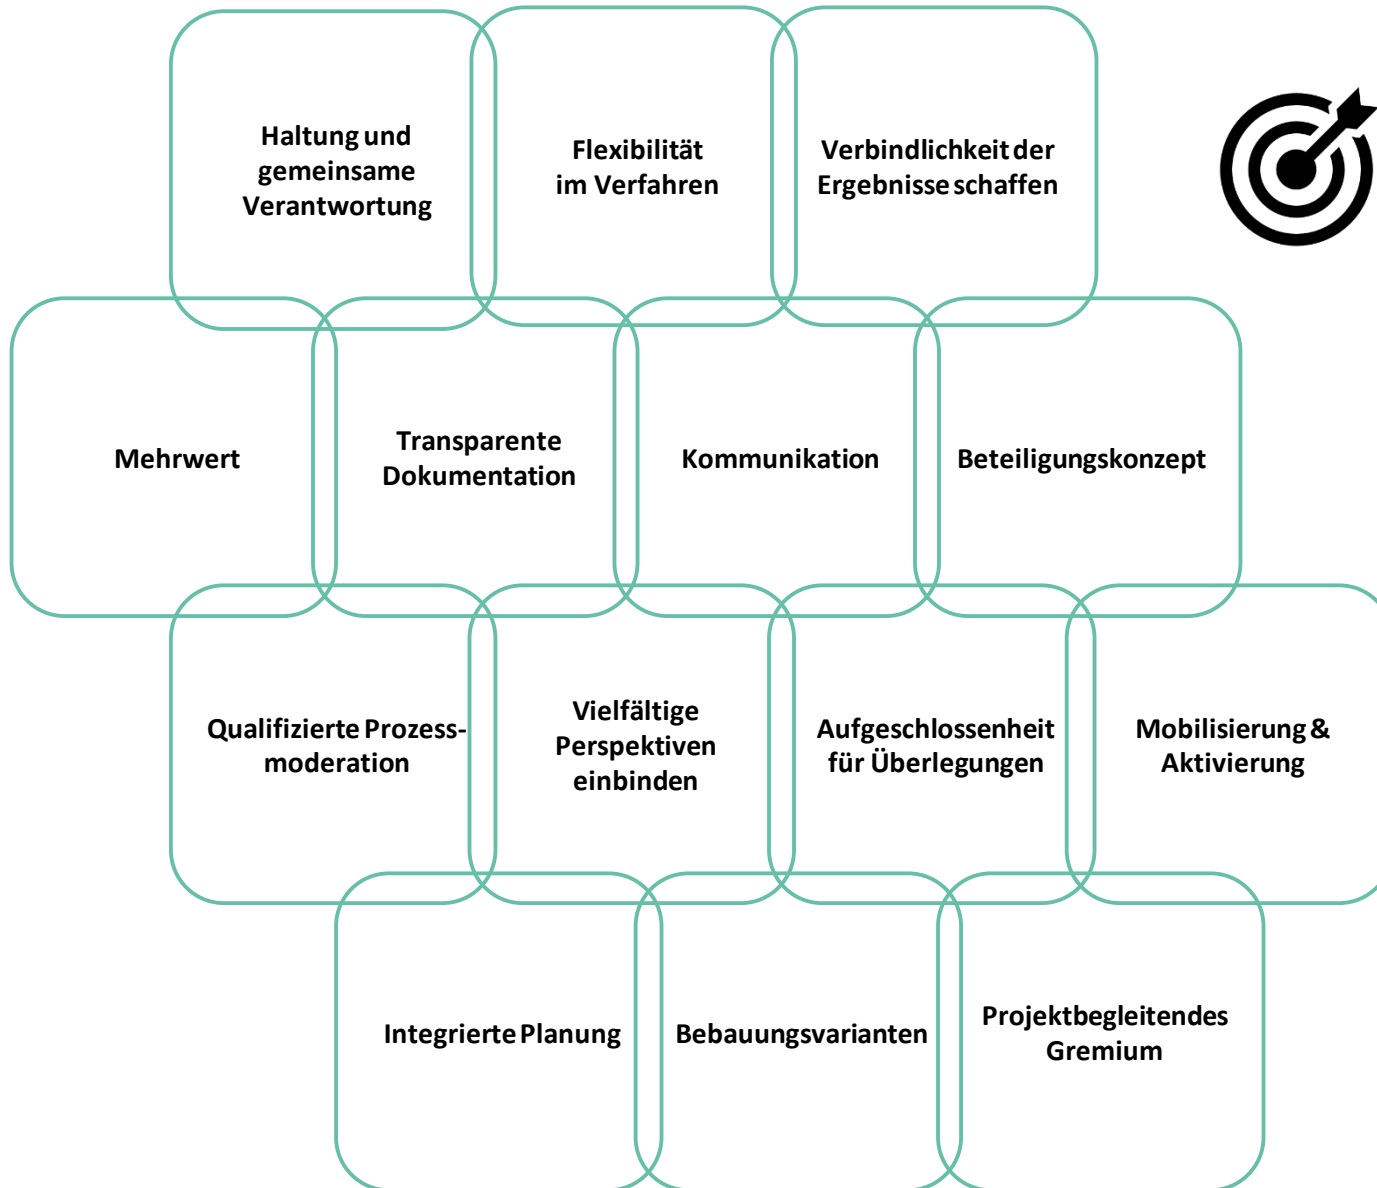 Haltung und
gemeinsame
Verantwortung
Flexibilität
im Verfahren
Verbindlichkeit der
Ergebnisse schaffen
Mehrwert
Transparente
Dokumentation
Kommunikation
Beteiligungskonzept
Qualifizierte Prozess-
moderation
Vielfältige
Perspektiven
einbinden
Aufgeschlossenheit
für Überlegungen
Mobilisierung &
Aktivierung
Integrierte Planung
Bebauungsvarianten
Projektbegleitendes
Gremium